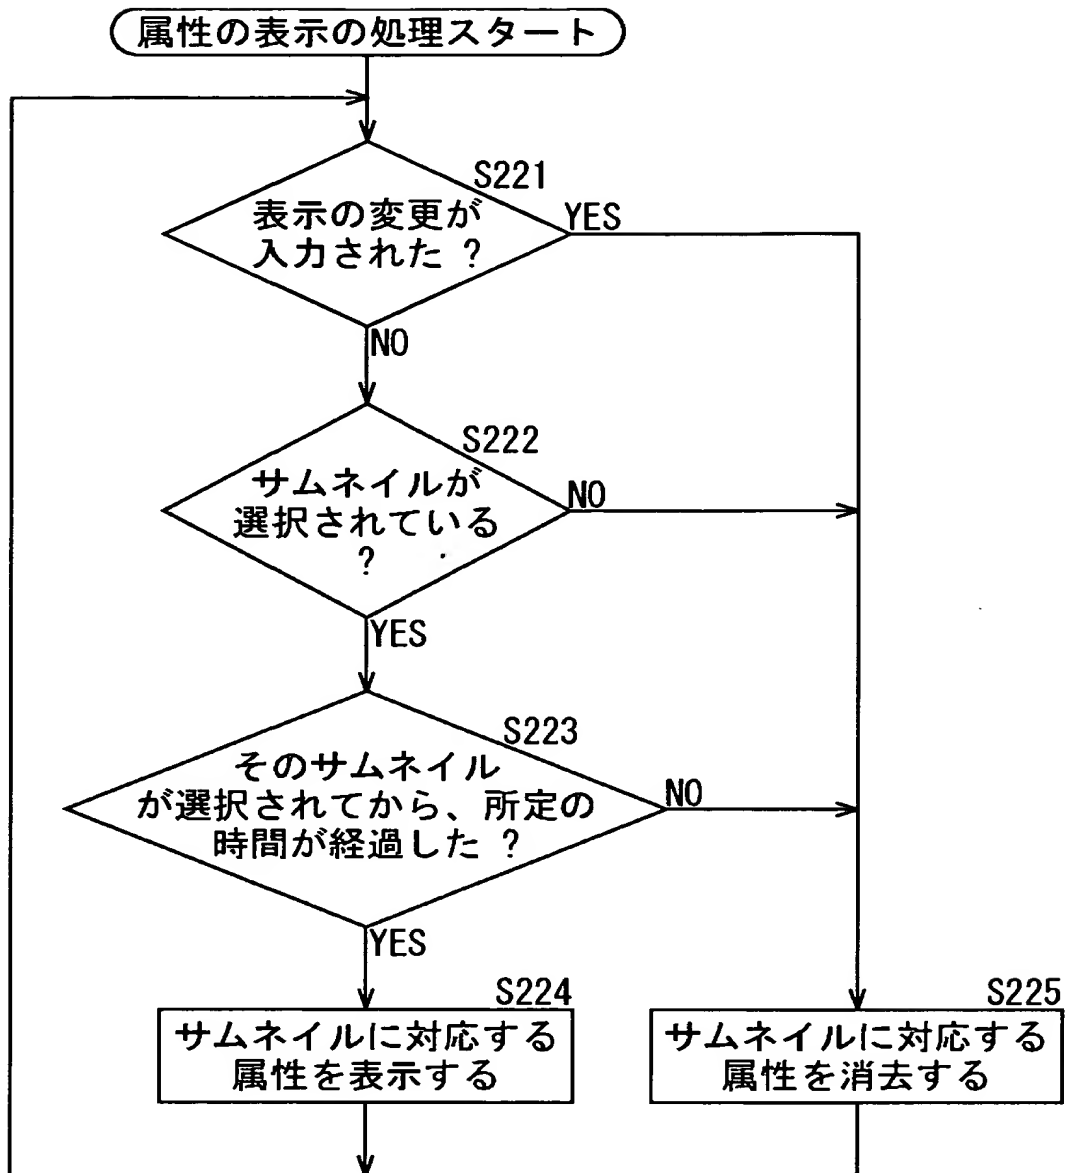 属性の表示の処理スタート
S221
表示の変更が
入力された ?
YES
NO
S222
サムネイルが
選択されている
?
NO
YES
S223
そのサムネイル
が選択されてから、所定の
時間が経過した ?
NO
YES
S224
サムネイルに対応する
属性を表示する
S225
サムネイルに対応する
属性を消去する